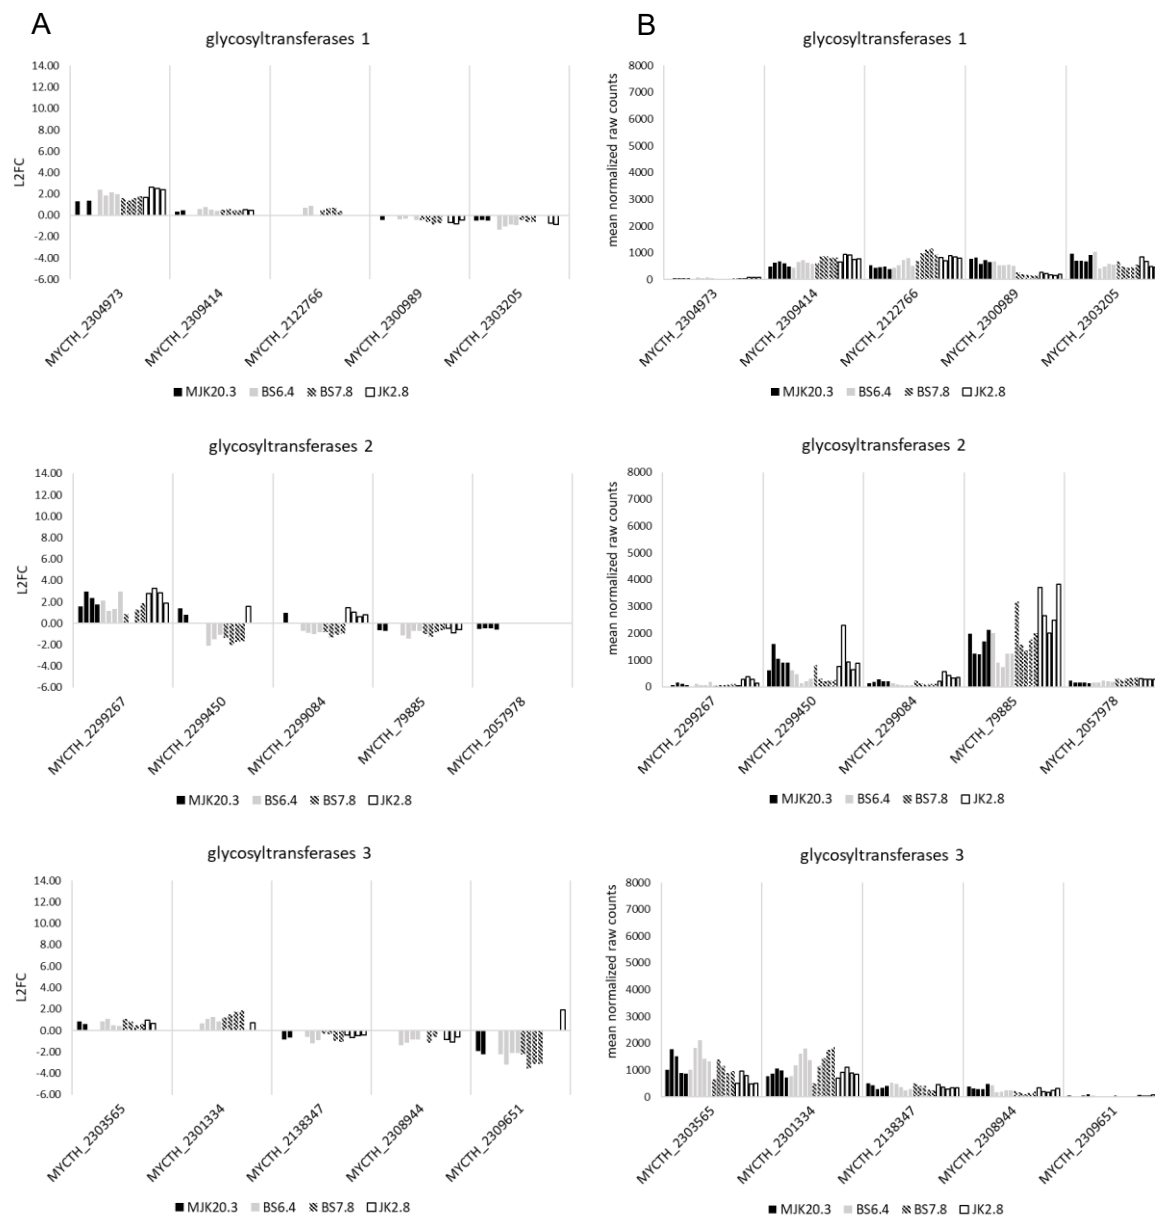 A
glycosyltransferases 1
14.00
12.00
10.00
8.00
6.00
4.00
2.00
0.00
-2.00
-4.00
-6.00
L2FC
MYCTH_2304973
MYCTH_2309414
MYCTH_2122766
MYCTH_2300989
MYCTH_2303205
MJK20.3 BS6.4 BS7.8 JK2.8
B
glycosyltransferases 1
8000
7000
6000
5000
4000
3000
2000
1000
0
mean normalized raw counts
MYCTH_2304973
MYCTH_2309414
MYCTH_2122766
MYCTH_2300989
MYCTH_2303205
MJK20.3 BS6.4 BS7.8 JK2.8
glycosyltransferases 2
14.00
12.00
10.00
8.00
6.00
4.00
2.00
0.00
-2.00
-4.00
-6.00
L2FC
MYCTH_2299267
MYCTH_2299450
MYCTH_2299084
MYCTH_79885
MYCTH_2057978
MJK20.3 BS6.4 BS7.8 JK2.8
glycosyltransferases 2
8000
7000
6000
5000
4000
3000
2000
1000
0
mean normalized raw counts
MYCTH_2299267
MYCTH_2299450
MYCTH_2299084
MYCTH_79885
MYCTH_2057978
MJK20.3 BS6.4 BS7.8 JK2.8
glycosyltransferases 3
14.00
12.00
10.00
8.00
6.00
4.00
2.00
0.00
-2.00
-4.00
-6.00
L2FC
MYCTH_2303565
MYCTH_2301334
MYCTH_2138347
MYCTH_2308944
MYCTH_2309651
MJK20.3 BS6.4 BS7.8 JK2.8
glycosyltransferases 3
8000
7000
6000
5000
4000
3000
2000
1000
0
mean normalized raw counts
MYCTH_2303565
MYCTH_2301334
MYCTH_2138347
MYCTH_2308944
MYCTH_2309651
MJK20.3 BS6.4 BS7.8 JK2.8